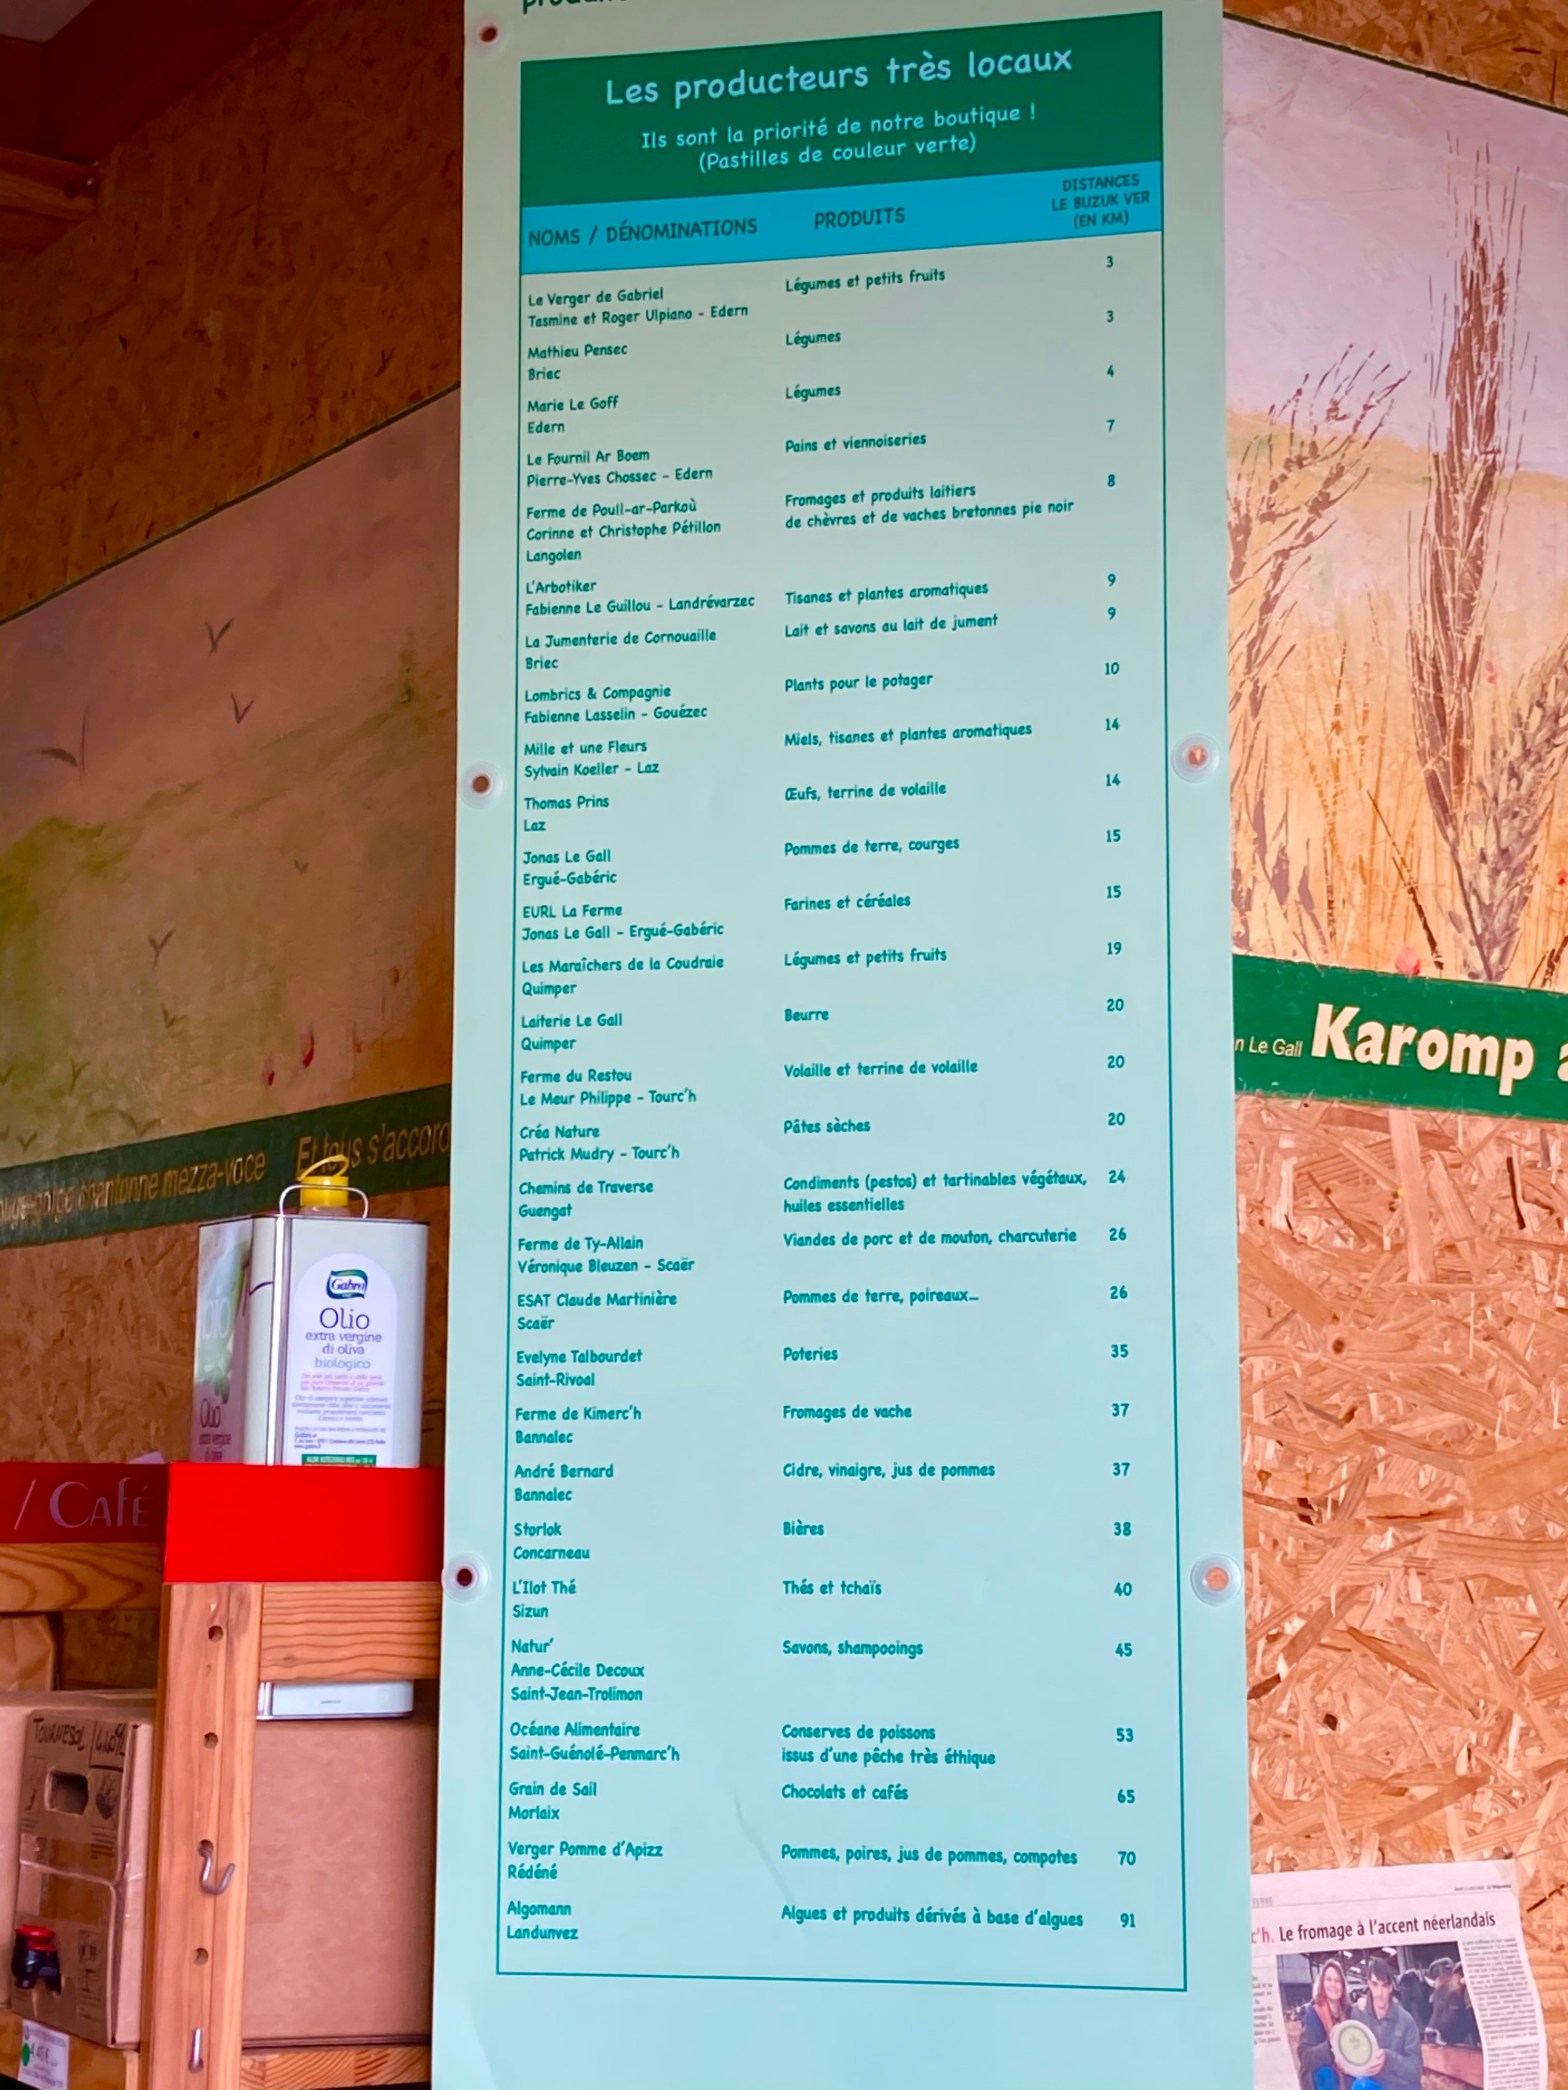 Les producteurs très locaux
Ils sont la priorité de notre boutique !
(Pastilles de couleur verte)
NOMS / DÉNOMINATIONS PRODUITS DISTANCES
LE BUZUK VER
(EN KM)
Le Verger de Gabriel Légumes et petits fruits 3
Tasmine et Roger Ulpiano - Edern
Mathieu Pensec Légumes 3
Briec
Marie Le Goff Légumes 4
Edern
Le Fournil Ar Boem Pains et viennoiseries 7
Pierre-Yves Chossec - Edern
Ferme de Poull-ar-Parkoù Fromages et produits laitiers 8
Corinne et Christophe Pétillon de chèvres et de vaches bretonnes pie noir
Langolen
L'Arbotiker
Fabienne Le Guillou - Landrévarzec Tisanes et plantes aromatiques 9
La Jumenterie de Cornouaille Lait et savons au lait de jument 9
Briec
Lombrics & Compagnie Plants pour le potager 10
Fabienne Lasselin - Gouézec
Mille et une Fleurs Miels, tisanes et plantes aromatiques 14
Sylvain Koeller - Laz
Thomas Prins Œufs, terrine de volaille 14
Laz
Jonas Le Gall Pommes de terre, courges 15
Ergué-Gabéric
EURL La Ferme Farines et céréales 15
Jonas Le Gall - Ergué-Gabéric
Les Maraîchers de la Coudraie Légumes et petits fruits 19
Quimper
Laiterie Le Gall Beurre 20
Quimper
Ferme du Restou Volaille et terrine de volaille 20
Le Meur Philippe - Tourc'h
Créa Nature Pâtes sèches 20
Patrick Mudry - Tourc'h
Chemins de Traverse Condiments (pestos) et tartinables végétaux, 24
Guengat huiles essentielles
Ferme de Ty-Allain Viandes de porc et de mouton, charcuterie 26
Véronique Bleuzen - Scaër
ESAT Claude Martinière Pommes de terre, poireaux... 26
Scaër
Evelyne Talbourdet Poteries 35
Saint-Rivoal
Ferme de Kimerc'h Fromages de vache 37
Bannalec
André Bernard Cidre, vinaigre, jus de pommes 37
Bannalec
Storlok Bières 38
Concarneau
L'Ilot Thé Thés et tchaïs 40
Sizun
Natur' Savons, shampooings 45
Anne-Cécile Decoux
Saint-Jean-Trolimon
Océane Alimentaire Conserves de poissons 53
Saint-Guénolé-Penmarc'h issus d'une pêche très éthique
Grain de Sail Chocolats et cafés 65
Morlaix
Verger Pomme d'Apizz Pommes, poires, jus de pommes, compotes 70
Rédéné
Algomann Algues et produits dérivés à base d'algues 91
Landunvez
n Le Gall Karomp a
chantonne mezza-voce Et tous s'accord
Gabro
Olio
extra vergine
di oliva
biologico
/ Café
TOURNESOL
c'h. Le fromage à l'accent néerlandais